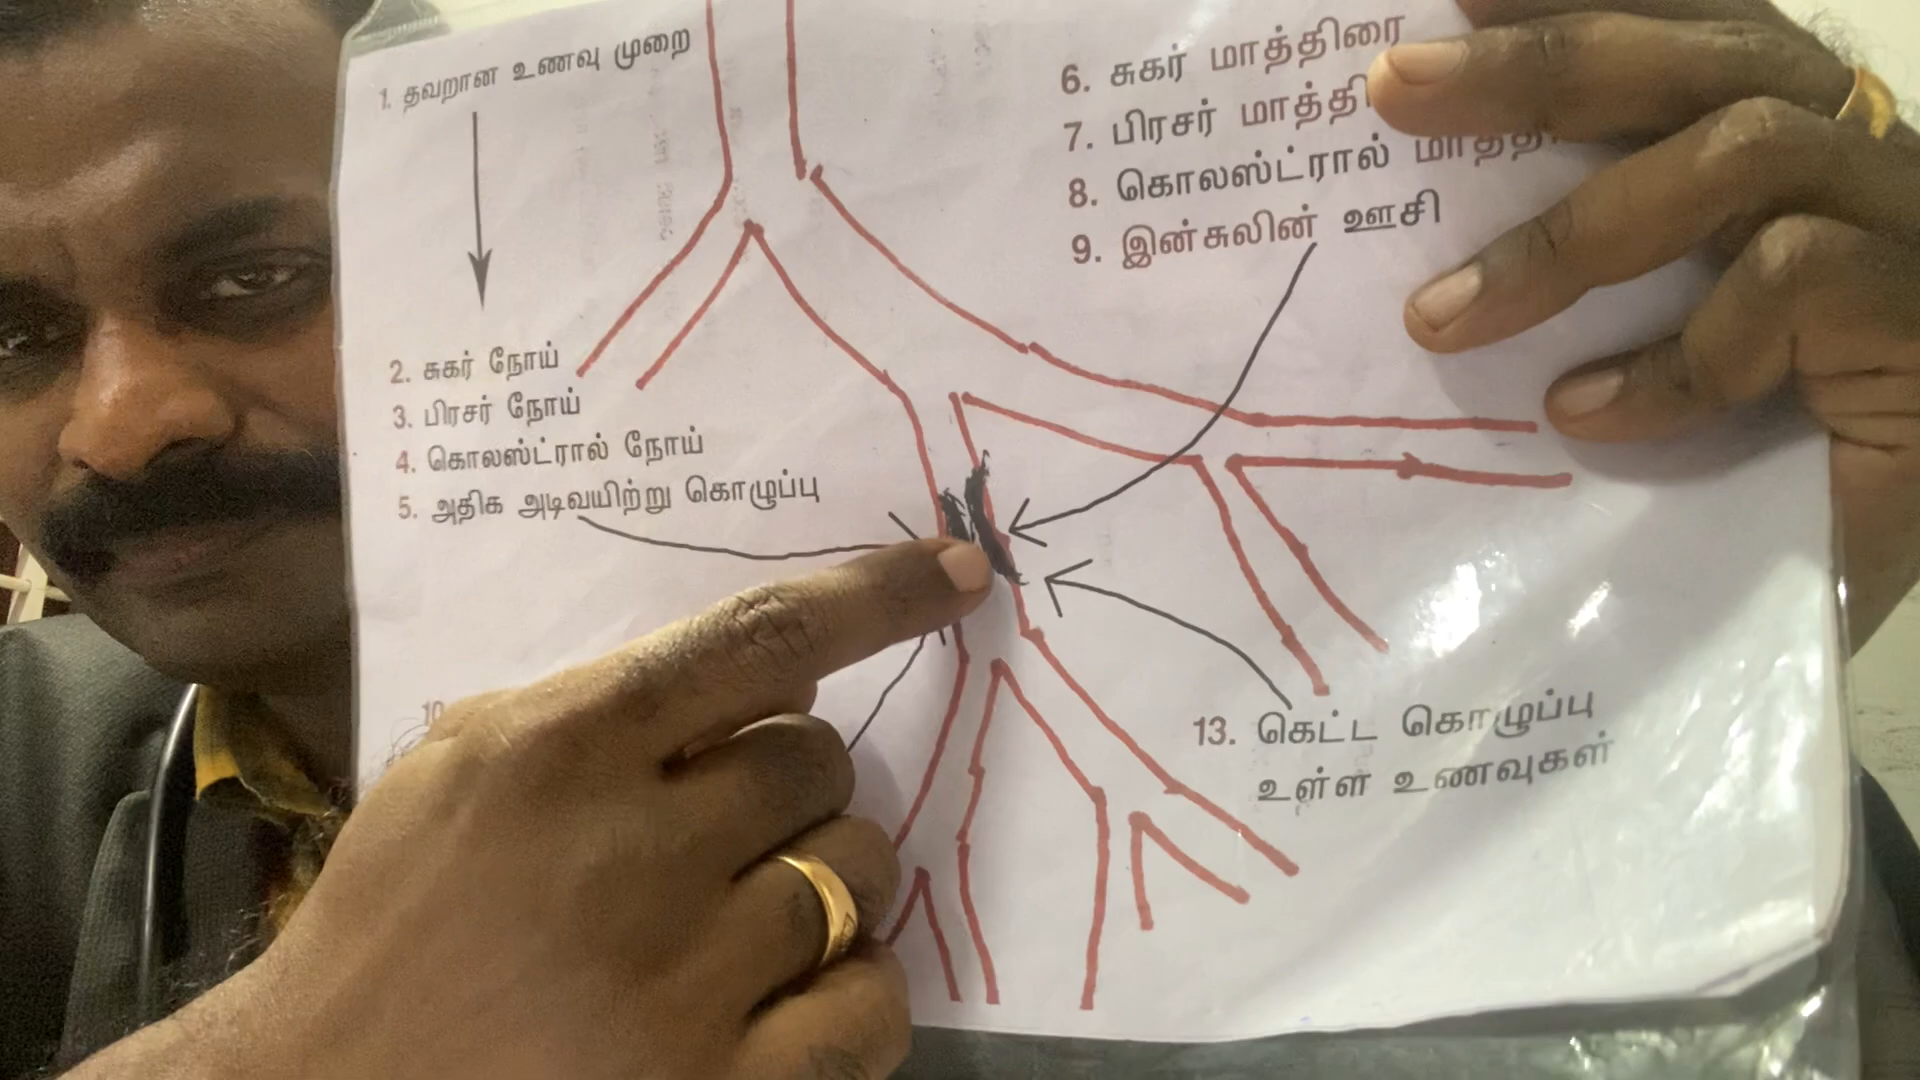 1. தவறான உணவு முறை
2. சுகர் நோய்
3. பிரசர் நோய்
4. கொலஸ்ட்ரால் நோய்
5. அதிக அடிவயிற்று கொழுப்பு
6. சுகர் மாத்திரை
7. பிரசர்
8. கொலஸ்ட்ரால்
9. இன்சுலின் ஊசி
10
13. கெட்ட கொழுப்பு
உள்ள உணவுகள்